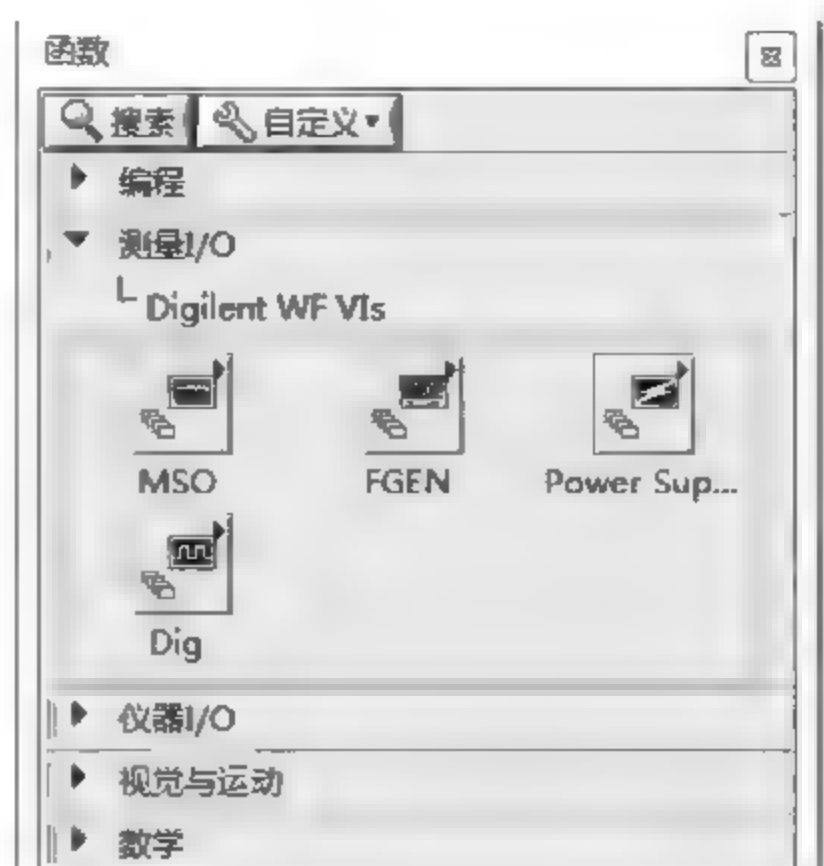 函数
搜索 自定义
编程
测量I/O
Digilent WF VIs
MSO FGEN Power Sup...
Dig
仪器I/O
视觉与运动
数学